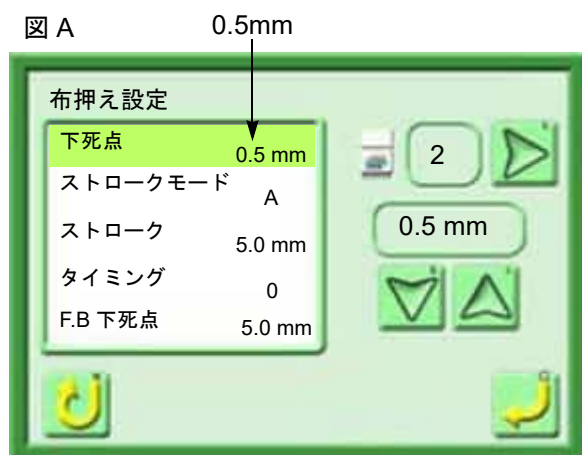 図 A
0.5mm
布押え設定
下死点
0.5 mm
ストロークモード
A
ストローク
5.0 mm
タイミング
0
F.B 下死点
5.0 mm
2
0.5 mm